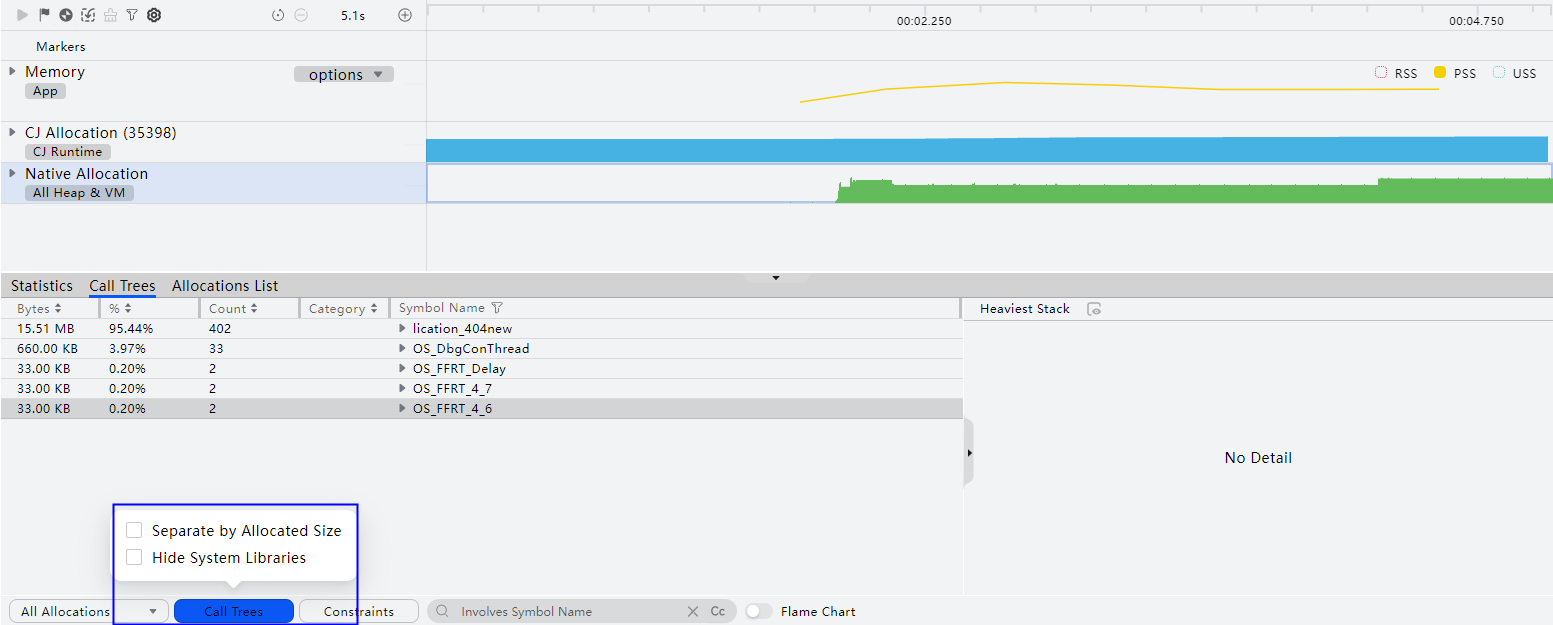 5.1s
00:02.250
00:04.750
Markers
Memory
options
App
RSS
PSS
USS
CJ Allocation (35398)
CJ Runtime
Native Allocation
All Heap & VM
Statistics
Call Trees
Allocations List
Bytes
%
Count
Category
Symbol Name
Heaviest Stack
15.51 MB 95.44% 402 lication_404new
660.00 KB 3.97% 33 OS_DbgConThread
33.00 KB 0.20% 2 OS_FFRT_Delay
33.00 KB 0.20% 2 OS_FFRT_4_7
33.00 KB 0.20% 2 OS_FFRT_4_6
No Detail
Separate by Allocated Size
Hide System Libraries
All Allocations
Call Trees
Constraints
Involves Symbol Name
Cc
Flame Chart